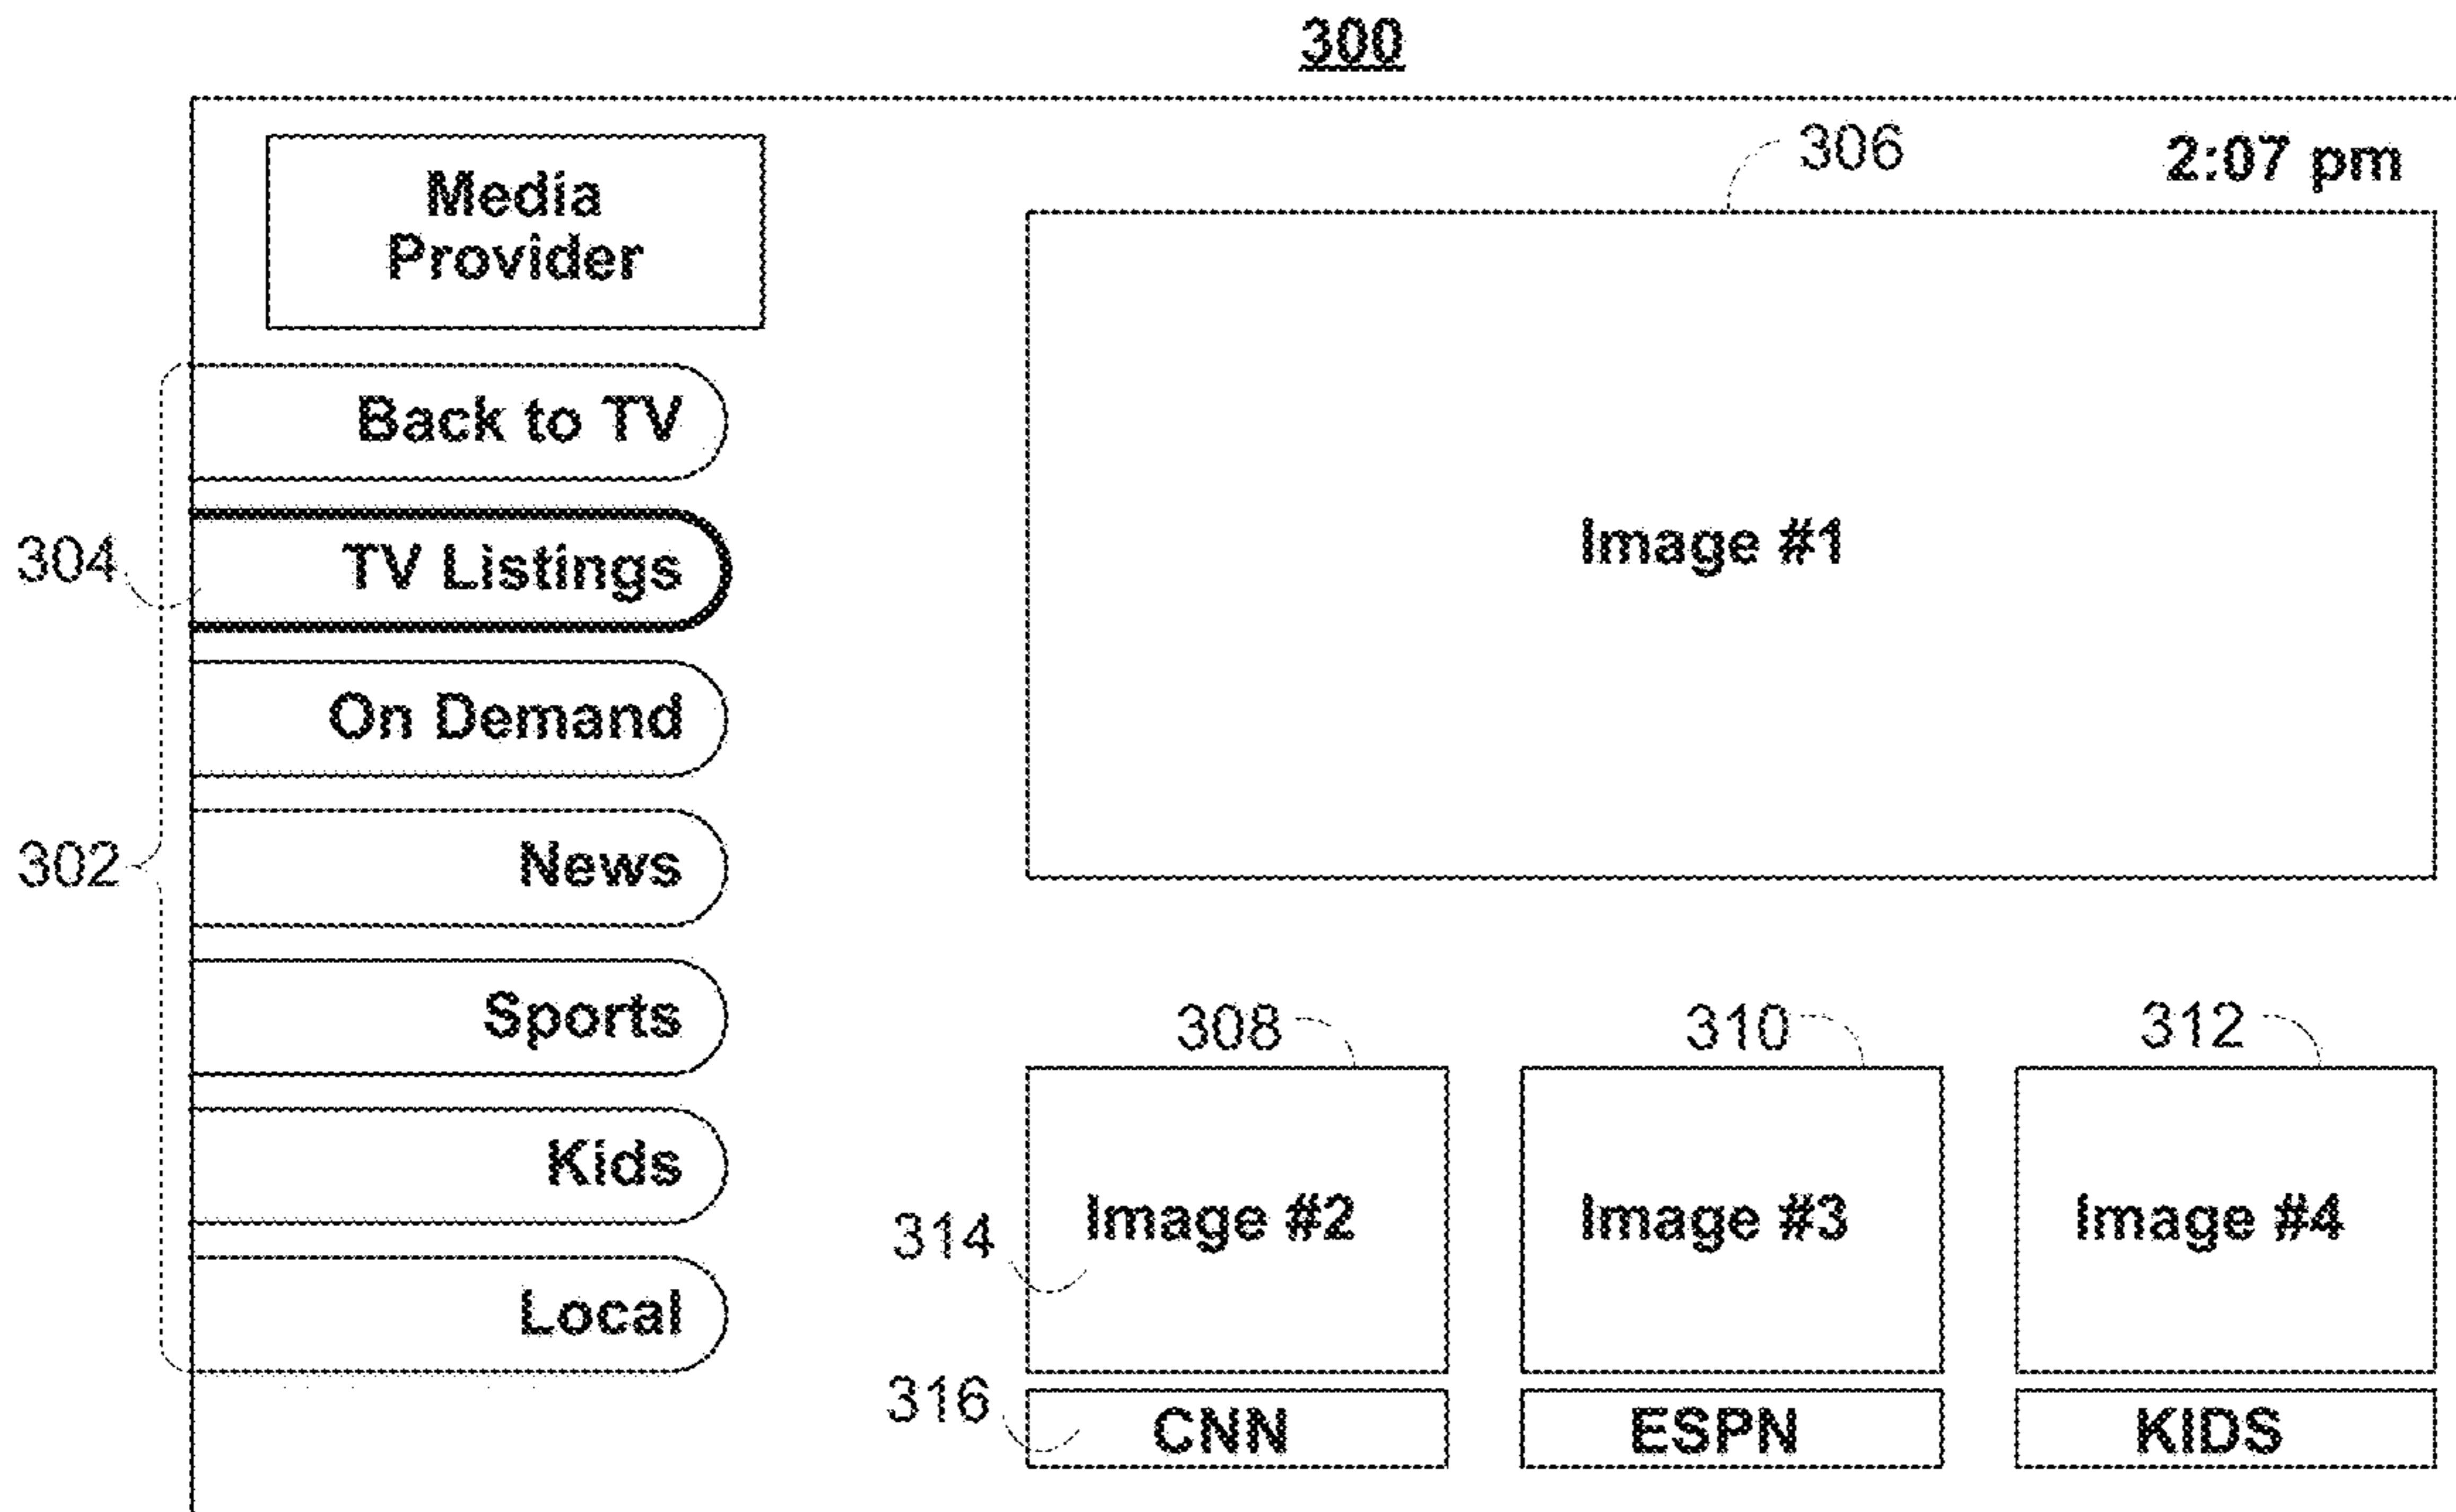 300
306
2:07 pm
Media
Provider
Back to TV
304
TV Listings
Image #1
On Demand
302
News
Sports
308
310
312
Kids
314
Image #2
Image #3
Image #4
Local
316
CNN
ESPN
KIDS